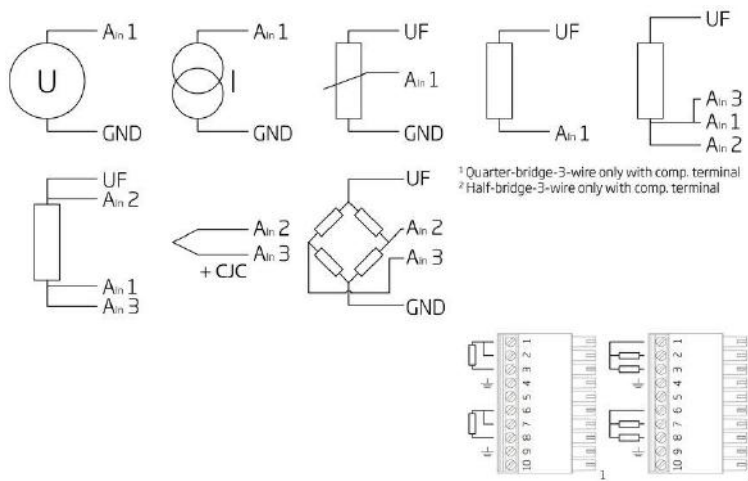 U
AIn 1
GND
I
AIn 1
GND
UF
AIn 1
GND
UF
AIn 1
UF
AIn 3
AIn 1
AIn 2
1 Quarter-bridge-3-wire only with comp. terminal
2 Half-bridge-3-wire only with comp. terminal
UF
AIn 2
AIn 1
AIn 3
AIn 2
AIn 3
+ CJC
UF
AIn 2
AIn 3
GND
1
2
3
4
5
6
7
8
9
10
1
2
3
4
5
6
7
8
9
10
1